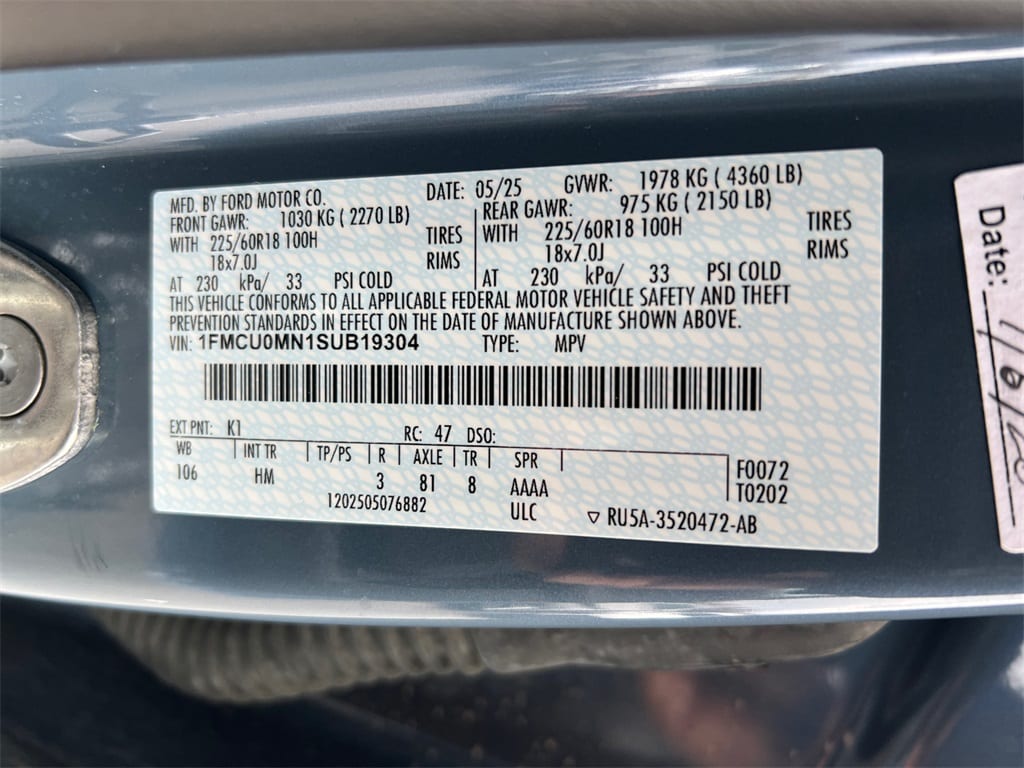 MFD. BY FORD MOTOR CO. DATE: 05/25 GVWR: 1978 KG ( 4360 LB)
FRONT GAWR: 1030 KG ( 2270 LB) REAR GAWR: 975 KG ( 2150 LB)
WITH 225/60R18 100H TIRES WITH 225/60R18 100H TIRES
18x7.0J RIMS 18x7.0J RIMS
AT 230 kPa/ 33 PSI COLD AT 230 kPa/ 33 PSI COLD
THIS VEHICLE CONFORMS TO ALL APPLICABLE FEDERAL MOTOR VEHICLE SAFETY AND THEFT
PREVENTION STANDARDS IN EFFECT ON THE DATE OF MANUFACTURE SHOWN ABOVE.
VIN: 1FMCU0MN1SUB19304 TYPE: MPV
EXT PNT: K1 RC: 47 DSO:
WB INT TR TP/PS R AXLE TR SPR F0072
106 HM 3 81 8 AAAA T0202
1202505076882 ULC ▽ RU5A-3520472-AB
Date: